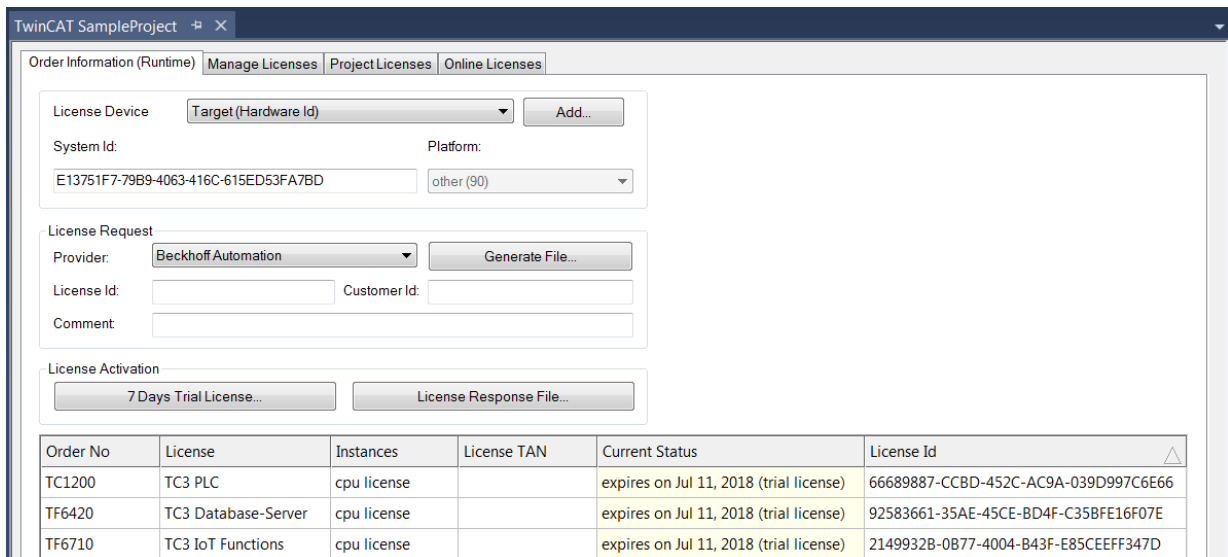 TwinCAT SampleProject
Order Information (Runtime) Manage Licenses Project Licenses Online Licenses
License Device Target (Hardware Id) Add...
System Id: Platform:
E13751F7-79B9-4063-416C-615ED53FA7BD other (90)
License Request
Provider: Beckhoff Automation Generate File...
License Id: Customer Id:
Comment:
License Activation
7 Days Trial License... License Response File...
Order No License Instances License TAN Current Status License Id
TC1200 TC3 PLC cpu license expires on Jul 11, 2018 (trial license) 66689887-CCBD-452C-AC9A-039D997C6E66
TF6420 TC3 Database-Server cpu license expires on Jul 11, 2018 (trial license) 92583661-35AE-45CE-BD4F-C35BFE16F07E
TF6710 TC3 IoT Functions cpu license expires on Jul 11, 2018 (trial license) 2149932B-0B77-4004-B43F-E85CEEFF347D